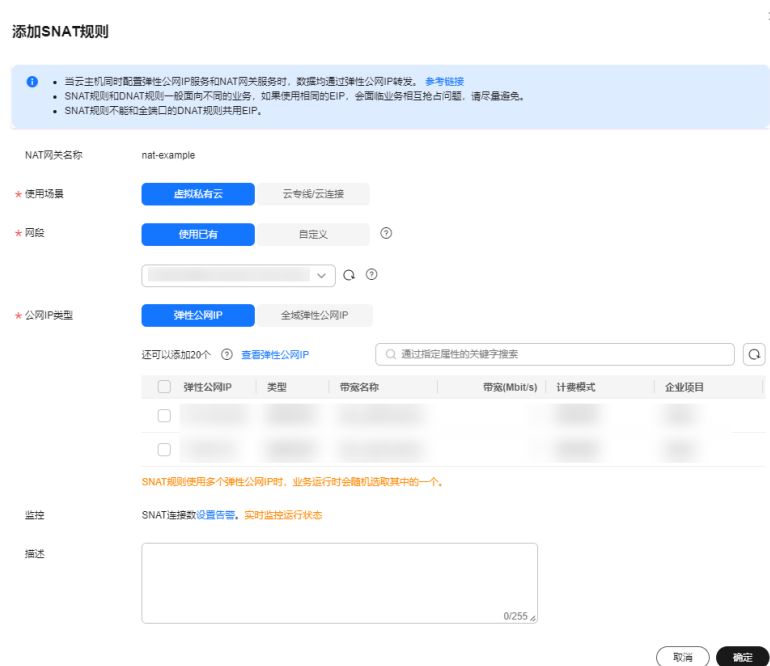 添加SNAT规则
当云主机同时配置弹性公网IP服务和NAT网关服务时，数据均通过弹性公网IP转发。 参考链接
SNAT规则和DNAT规则一般面向不同的业务，如果使用相同的EIP，会面临业务相互抢占问题，请尽量避免。
SNAT规则不能和全端口的DNAT规则共用EIP。
NAT网关名称 nat-example
* 使用场景 虚拟私有云 云专线/云连接
* 网段 使用已有 自定义
* 公网IP类型 弹性公网IP 全域弹性公网IP
还可以添加20个 查看弹性公网IP 通过指定属性的关键字搜索
弹性公网IP 类型 带宽名称 带宽(Mbit/s) 计费模式 企业项目
SNAT规则使用多个弹性公网IP时，业务运行时会随机选取其中的一个。
监控 SNAT连接数设置告警。实时监控运行状态
描述
0/255
取消 确定